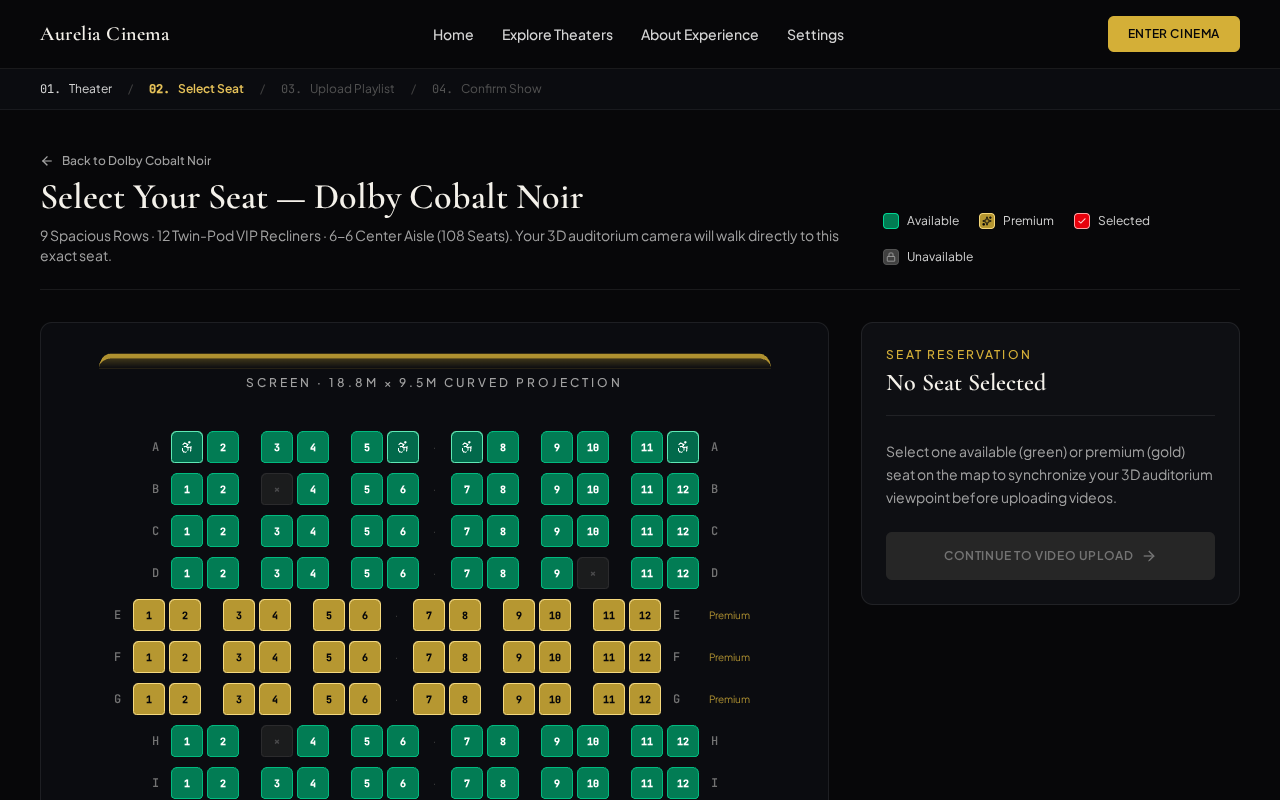 Aurelia Cinema
Home
Explore Theaters
About Experience
Settings
ENTER CINEMA
01. Theater / 02. Select Seat / 03. Upload Playlist / 04. Confirm Show
Back to Dolby Cobalt Noir
Select Your Seat — Dolby Cobalt Noir
9 Spacious Rows · 12 Twin-Pod VIP Recliners · 6–6 Center Aisle (108 Seats). Your 3D auditorium camera will walk directly to this
exact seat.
Available
Premium
Selected
Unavailable
SCREEN · 18.8M × 9.5M CURVED PROJECTION
A 2 3 4 5 · 8 9 10 11 A
B 1 2 × 4 5 6 · 7 8 9 10 11 12 B
C 1 2 3 4 5 6 · 7 8 9 10 11 12 C
D 1 2 3 4 5 6 · 7 8 9 × 11 12 D
E 1 2 3 4 5 6 · 7 8 9 10 11 12 E Premium
F 1 2 3 4 5 6 · 7 8 9 10 11 12 F Premium
G 1 2 3 4 5 6 · 7 8 9 10 11 12 G Premium
H 1 2 × 4 5 6 · 7 8 9 10 11 12 H
I 1 2 3 4 5 6 · 7 8 9 10 11 12 I
SEAT RESERVATION
No Seat Selected
Select one available (green) or premium (gold)
seat on the map to synchronize your 3D auditorium
viewpoint before uploading videos.
CONTINUE TO VIDEO UPLOAD